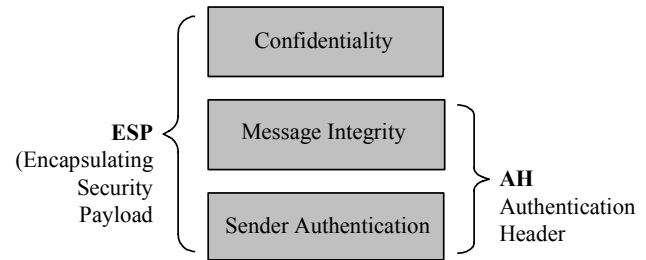 Confidentiality
Message Integrity
Sender Authentication
ESP
(Encapsulating
Security
Payload
AH
Authentication
Header